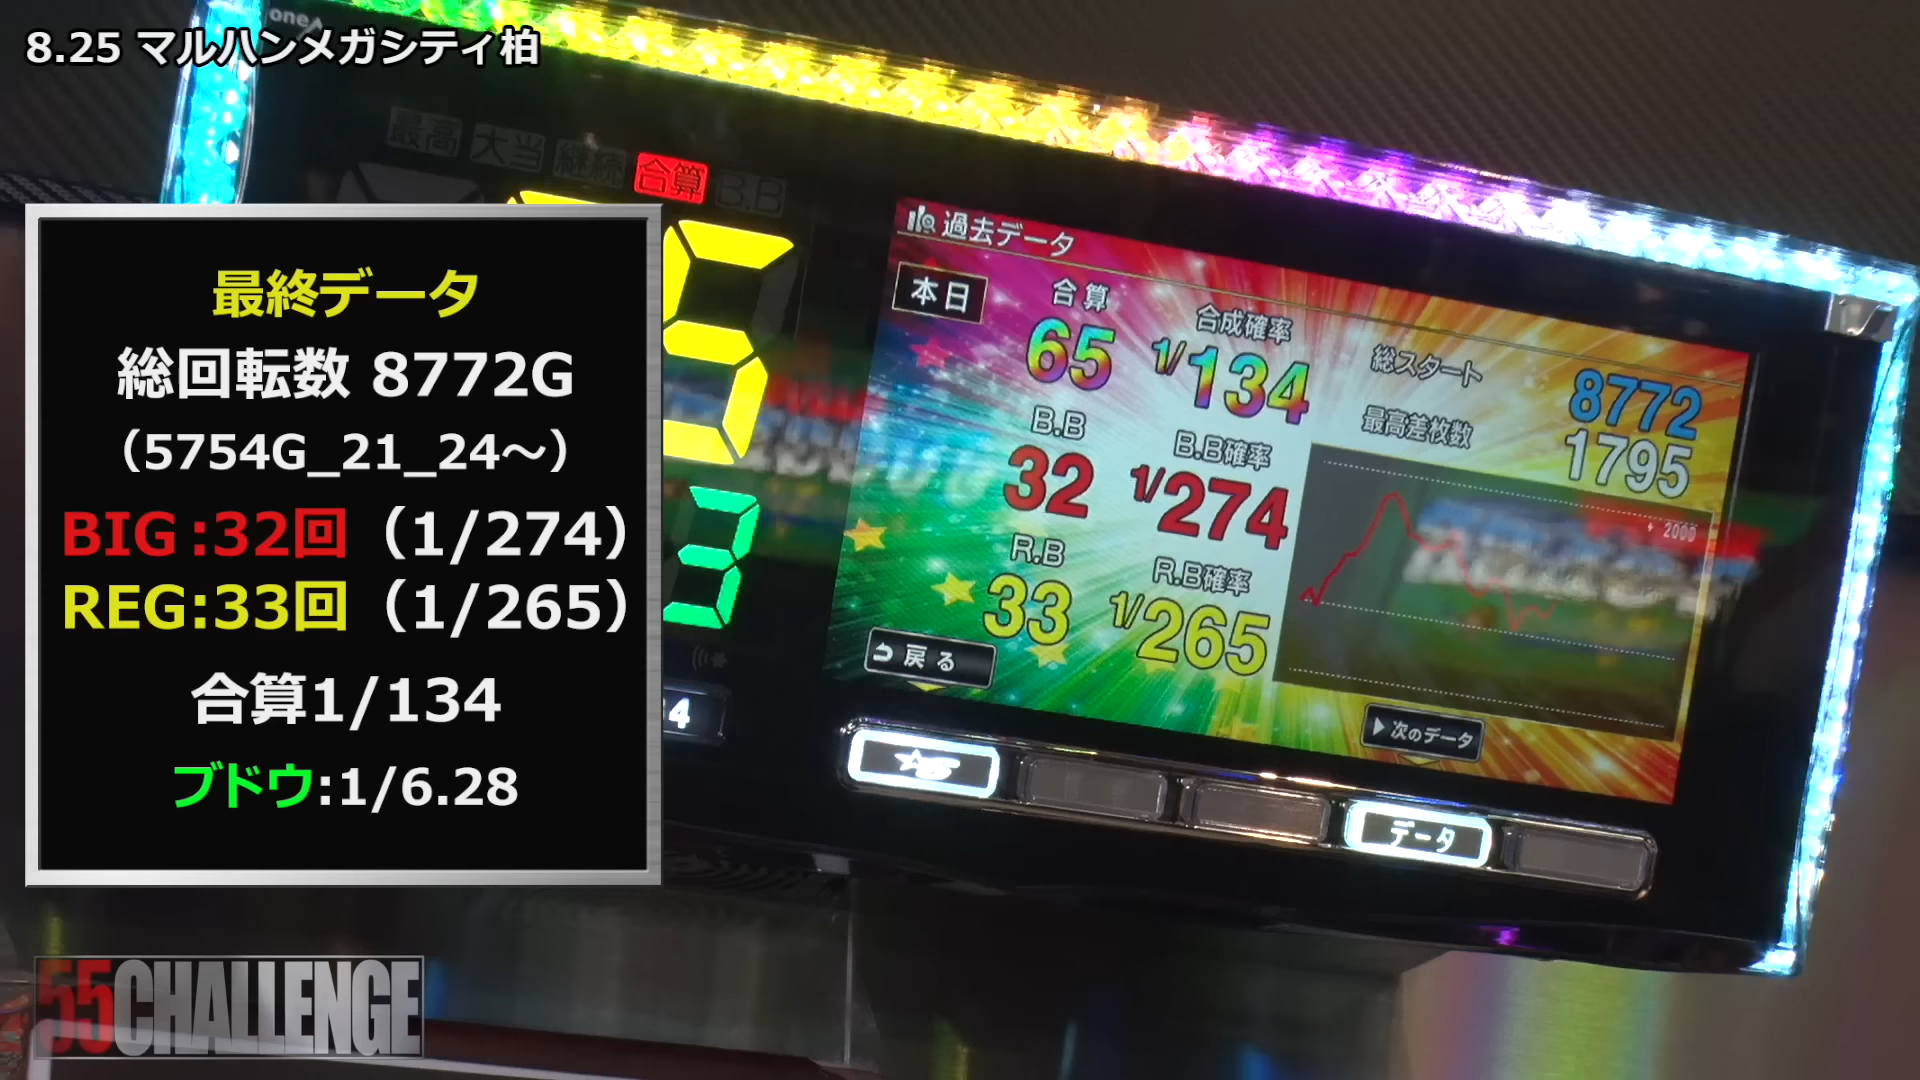 8.25 マルハンメガシティ柏
one
最高 大当 継続 合算 B.B
最終データ
総回転数 8772G
（5754G_21_24～）
BIG:32回（1/274）
REG:33回（1/265）
合算1/134
ブドウ:1/6.28
過去データ
本日
合算
65
合成確率
1/134
総スタート
8772
最高差枚数
1795
B.B
32
B.B確率
1/274
R.B
33
R.B確率
1/265
+ 2000
戻る
次のデータ
データ
55CHALLENGE